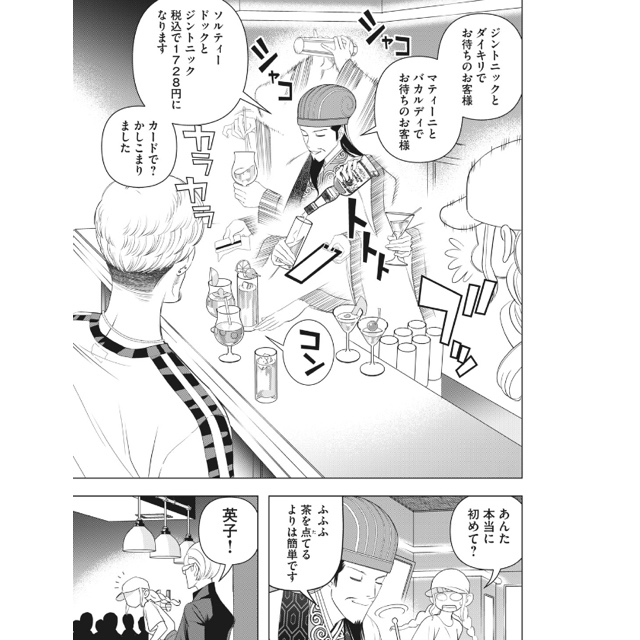 ジントニックと
ダイキリで
お待ちのお客様
マティーニと
バカルディで
お待ちのお客様
シャコ
シャコ
ソルティー
ドックと
ジントニック
税込で1728円に
なります
カードで？
かしこまり
ました
カラカラ
トトトト
グッ
ブンッ
コン
あんた
本当に
初めて？
ふふふ
茶を点てる
た
よりは簡単です
英子！